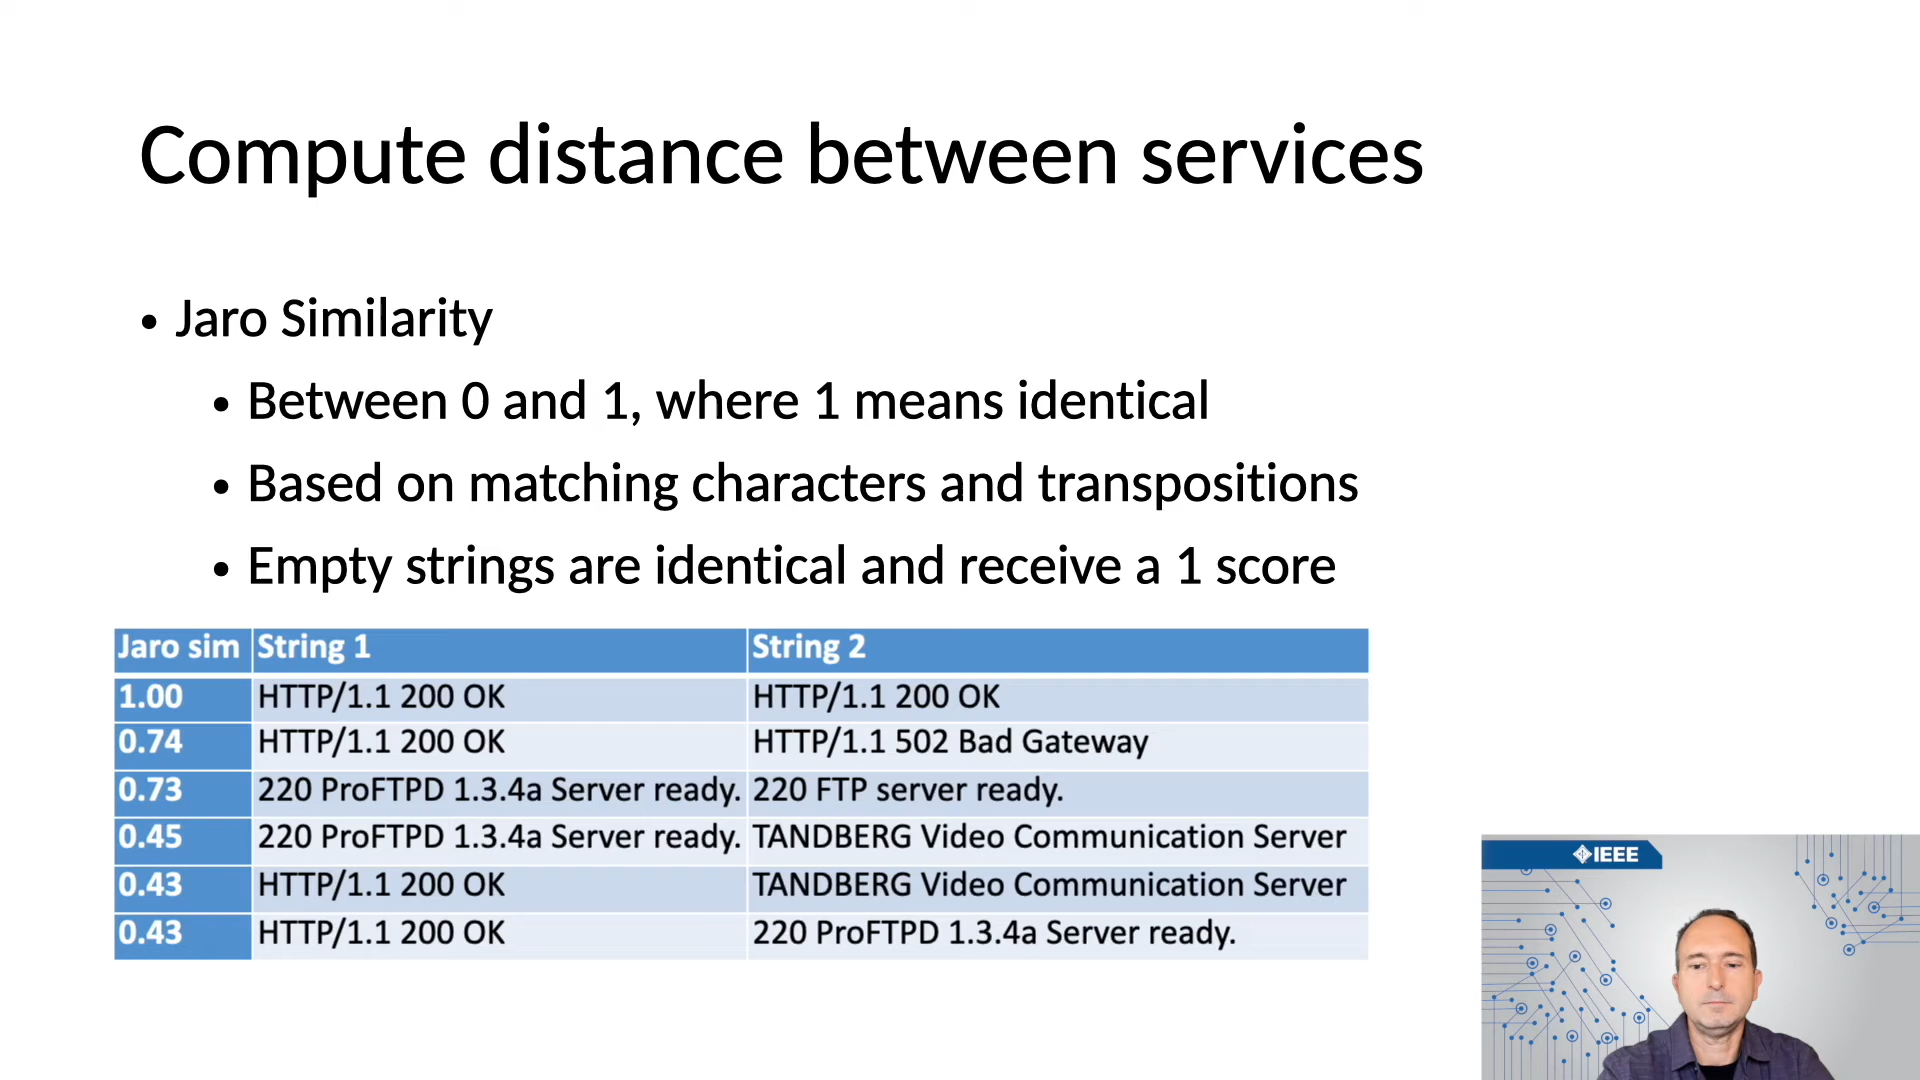 Compute distance between services
• Jaro Similarity
• Between 0 and 1, where 1 means identical
• Based on matching characters and transpositions
• Empty strings are identical and receive a 1 score
Jaro sim String 1 String 2
1.00 HTTP/1.1 200 OK HTTP/1.1 200 OK
0.74 HTTP/1.1 200 OK HTTP/1.1 502 Bad Gateway
0.73 220 ProFTPD 1.3.4a Server ready. 220 FTP server ready.
0.45 220 ProFTPD 1.3.4a Server ready. TANDBERG Video Communication Server
0.43 HTTP/1.1 200 OK TANDBERG Video Communication Server
0.43 HTTP/1.1 200 OK 220 ProFTPD 1.3.4a Server ready.
IEEE